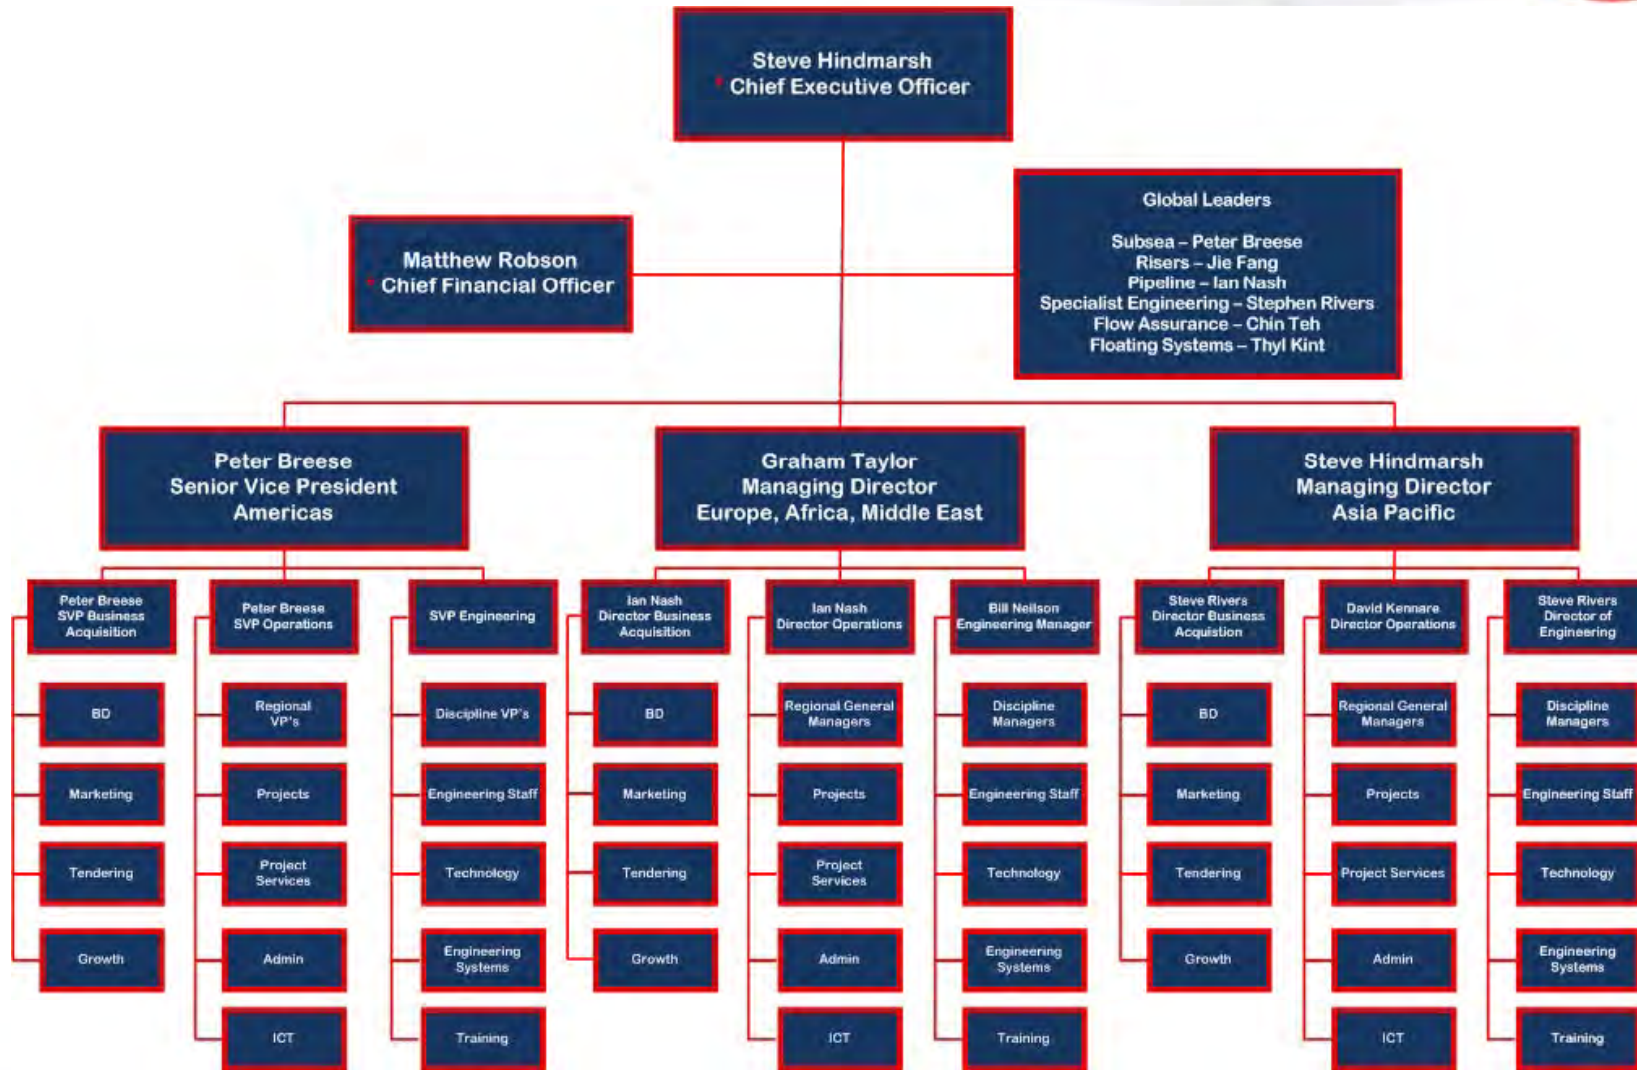 Steve Hindmarsh
* Chief Executive Officer
Matthew Robson
* Chief Financial Officer
Global Leaders
Subsea – Peter Breese
Risers – Jie Fang
Pipeline – Ian Nash
Specialist Engineering – Stephen Rivers
Flow Assurance – Chin Teh
Floating Systems – Thyl Kint
Peter Breese
Senior Vice President
Americas
Graham Taylor
Managing Director
Europe, Africa, Middle East
Steve Hindmarsh
Managing Director
Asia Pacific
Peter Breese
SVP Business
Acquisition
BD
Marketing
Tendering
Growth
Peter Breese
SVP Operations
Regional
VP's
Projects
Project
Services
Admin
ICT
SVP Engineering
Discipline VP's
Engineering Staff
Technology
Engineering
Systems
Training
Ian Nash
Director Business
Acquisition
BD
Marketing
Tendering
Growth
Ian Nash
Director Operations
Regional General
Managers
Projects
Project
Services
Admin
ICT
Bill Neilson
Engineering Manager
Discipline
Managers
Engineering Staff
Technology
Engineering
Systems
Training
Steve Rivers
Director Business
Acquistion
BD
Marketing
Tendering
Growth
David Kennare
Director Operations
Regional General
Managers
Projects
Project Services
Admin
ICT
Steve Rivers
Director of
Engineering
Discipline
Managers
Engineering Staff
Technology
Engineering
Systems
Training